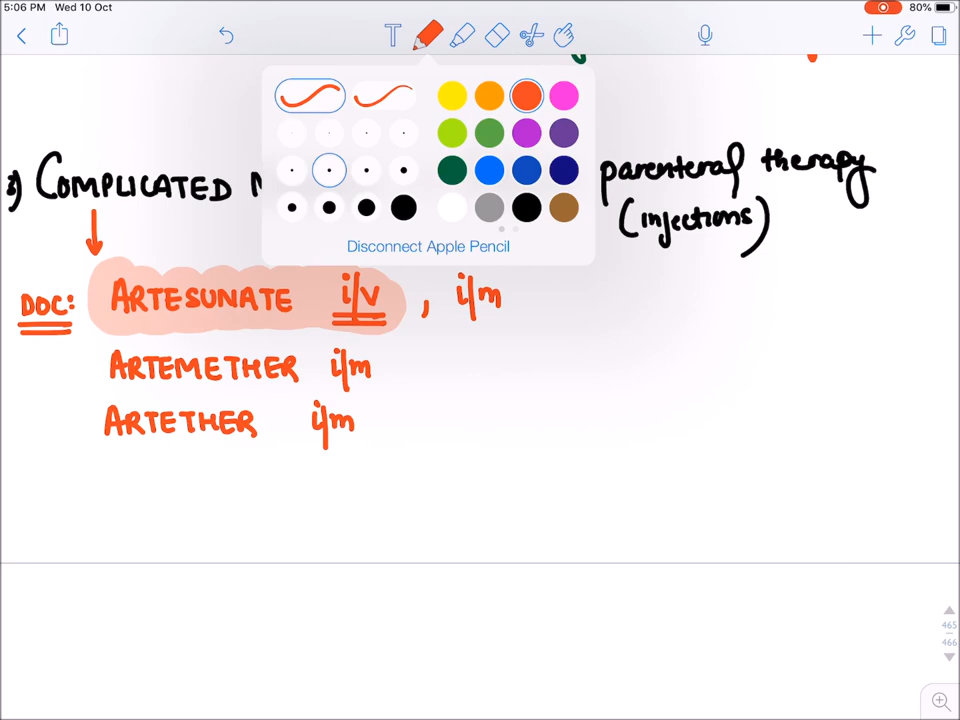 5:06 PM Wed 10 Oct
80%
T
COMPLICATED
parenteral therapy
(injections)
Disconnect Apple Pencil
DOC: ARTESUNATE i/v , i/m
ARTEMETHER i/m
ARTETHER i/m
465
466